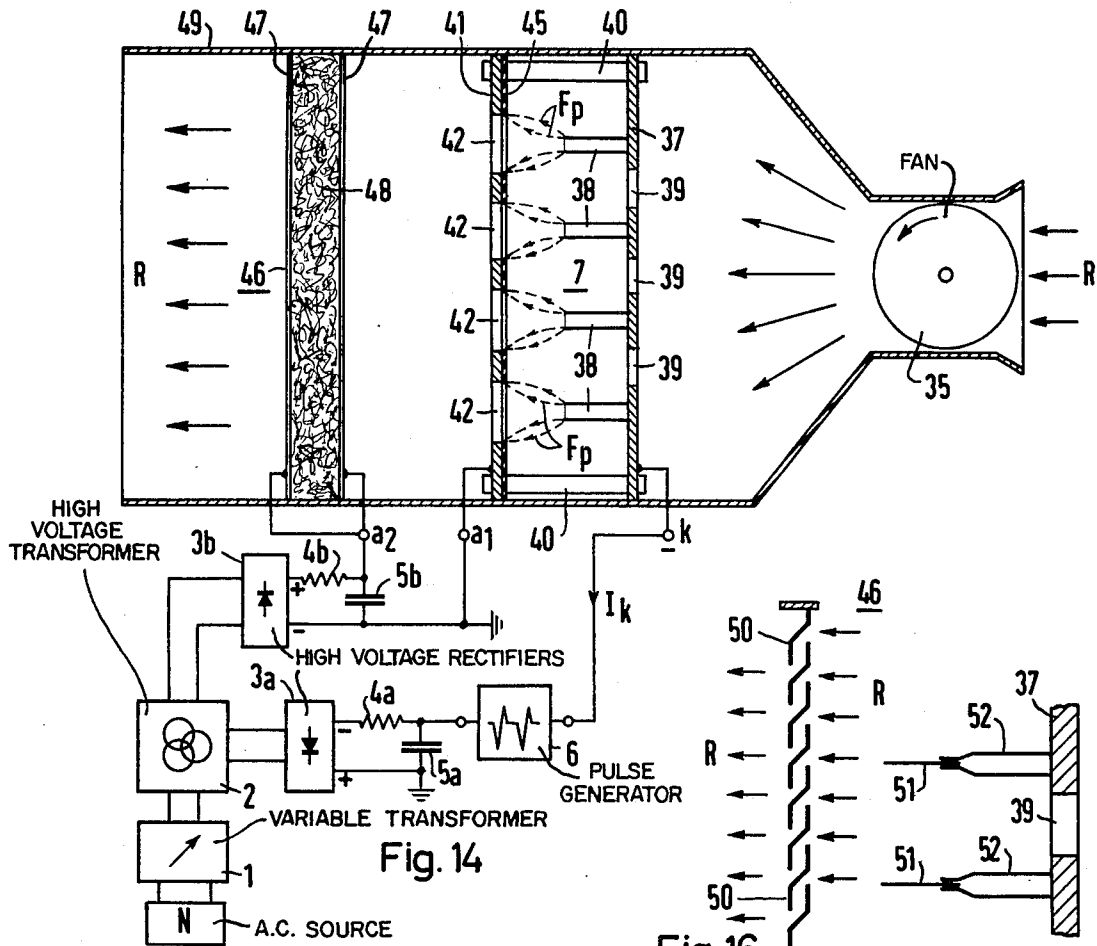 49 47 47 41 45 40
Fp
37
42 38 39
FAN
48
42
R 46 7 39 R
42
38 39 35
42 38
Fp
HIGH
VOLTAGE
TRANSFORMER
3b
4b
a2 a1 40 k
+ 5b −
Ik
−
HIGH VOLTAGE RECTIFIERS
3a 4a
−
+ 5a
6
PULSE
GENERATOR
2
VARIABLE TRANSFORMER
1
Fig. 14
N A.C. SOURCE
46
50
R
37
52
R
51
39
52
51
50
Fig. 16